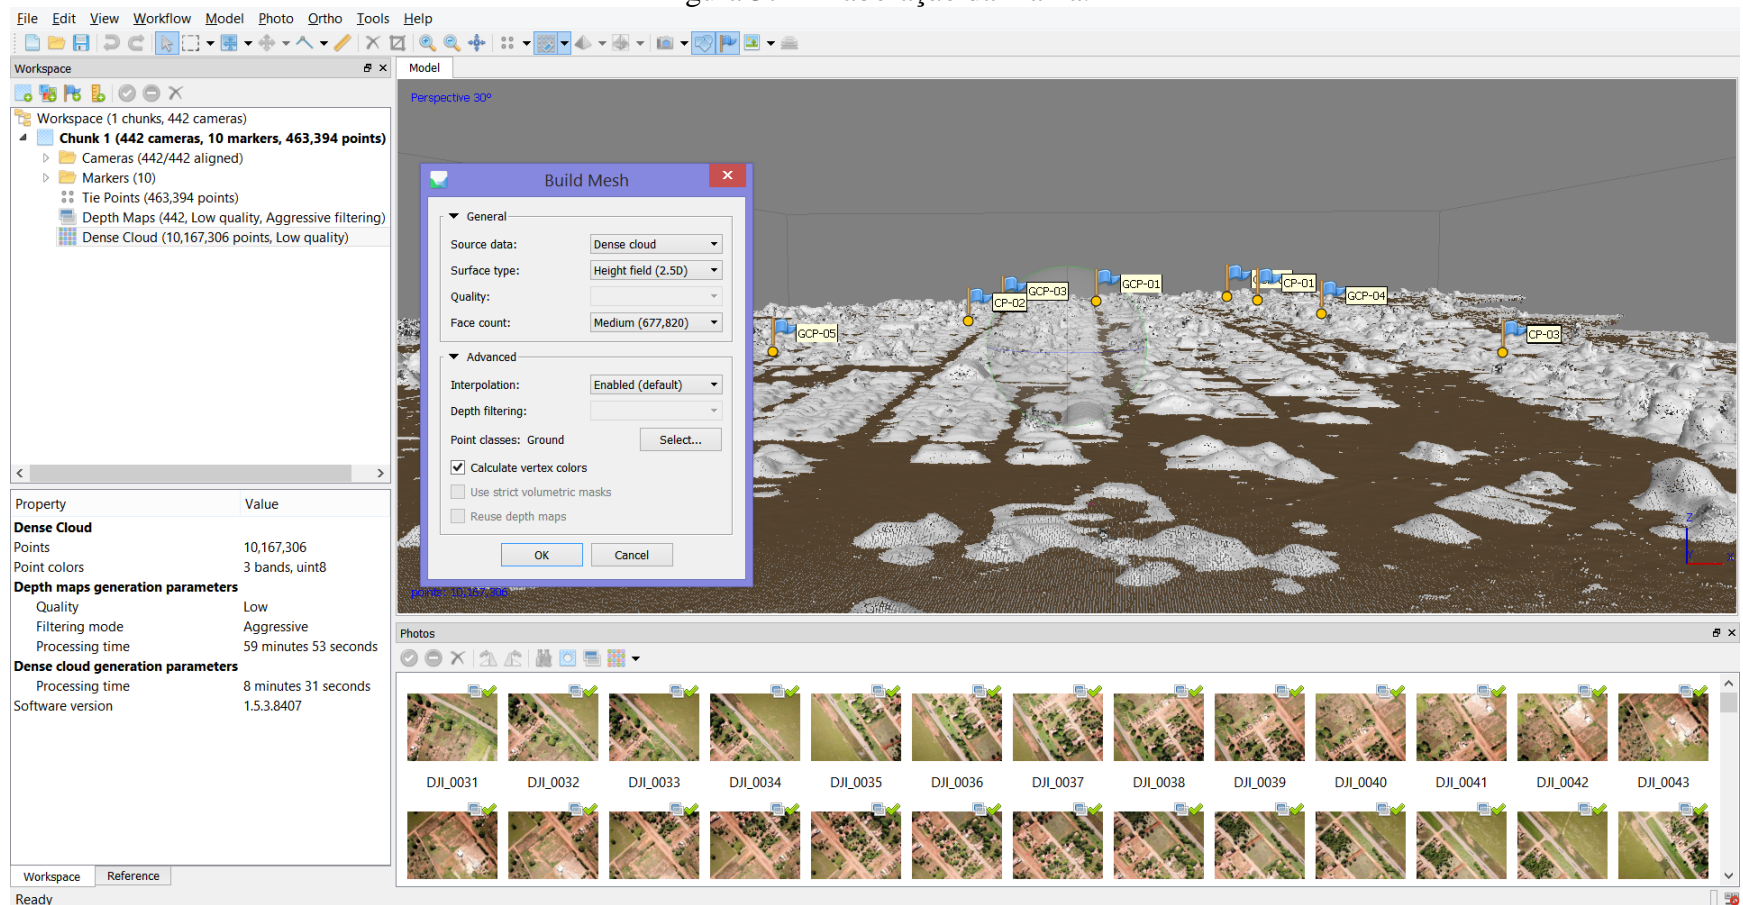 File Edit View Workflow Model Photo Ortho Tools Help
Workspace
Workspace (1 chunks, 442 cameras)
Chunk 1 (442 cameras, 10 markers, 463,394 points)
Cameras (442/442 aligned)
Markers (10)
Tie Points (463,394 points)
Depth Maps (442, Low quality, Aggressive filtering)
Dense Cloud (10,167,306 points, Low quality)
Property Value
Dense Cloud
Points 10,167,306
Point colors 3 bands, uint8
Depth maps generation parameters
Quality Low
Filtering mode Aggressive
Processing time 59 minutes 53 seconds
Dense cloud generation parameters
Processing time 8 minutes 31 seconds
Software version 1.5.3.8407
Workspace Reference
Ready
Model
Perspective 30°
Build Mesh
General
Source data: Dense cloud
Surface type: Height field (2.5D)
Quality:
Face count: Medium (677,820)
Advanced
Interpolation: Enabled (default)
Depth filtering:
Point classes: Ground Select...
Calculate vertex colors
Use strict volumetric masks
Reuse depth maps
OK Cancel
GCP-05
CP-02
GCP-03
GCP-01
CP-01
GCP-04
CP-03
Z
X
points: 10,167,306
Photos
DJI_0031 DJI_0032 DJI_0033 DJI_0034 DJI_0035 DJI_0036 DJI_0037 DJI_0038 DJI_0039 DJI_0040 DJI_0041 DJI_0042 DJI_0043